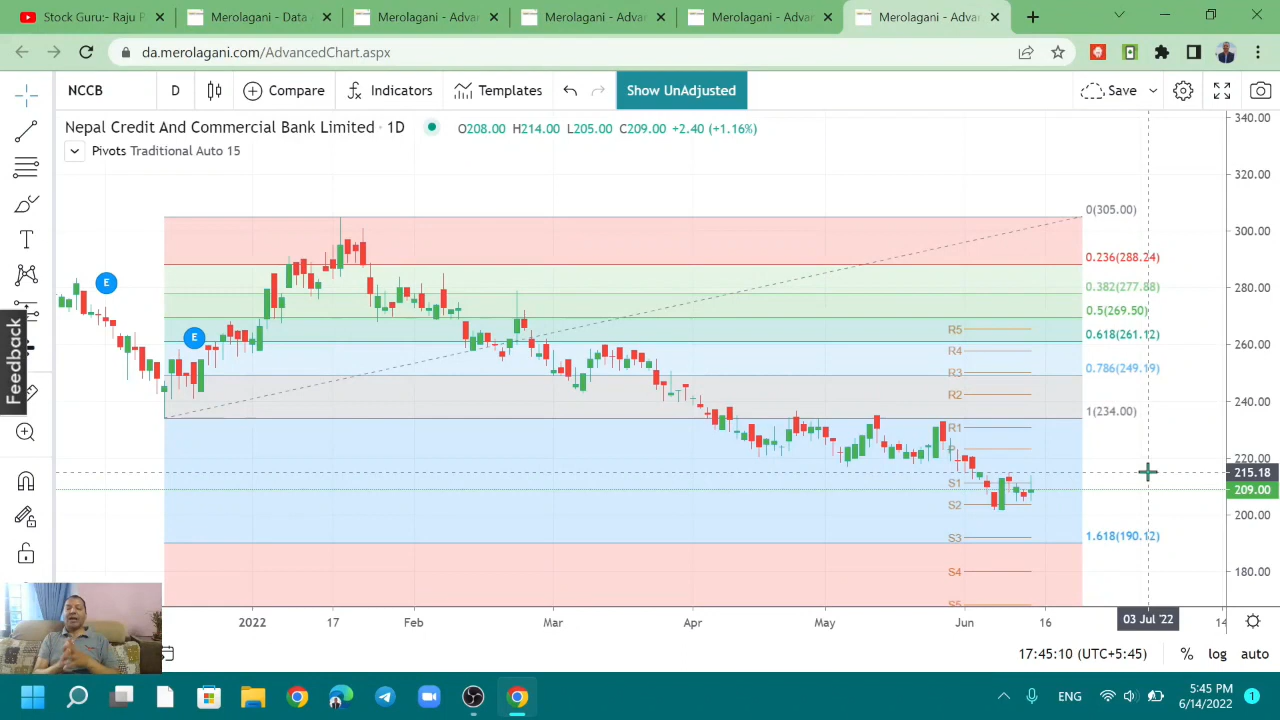 Stock Guru:- Raju P
Merolagani - Data A
Merolagani - Adva
Merolagani - Adva
Merolagani - Adva
Merolagani - Adva
da.merolagani.com/AdvancedChart.aspx
NCCB D Compare Indicators Templates Show UnAdjusted Save
Nepal Credit And Commercial Bank Limited · 1D O208.00 H214.00 L205.00 C209.00 +2.40 (+1.16%)
Pivots Traditional Auto 15
340.00
320.00
300.00
280.00
260.00
240.00
220.00
215.18
209.00
200.00
180.00
0(305.00)
0.236(288.24)
0.382(277.88)
0.5(269.50)
0.618(261.12)
0.786(249.19)
1(234.00)
1.618(190.12)
R5
R4
R3
R2
R1
P
S1
S2
S3
S4
S5
E
E
Feedback
2022 17 Feb Mar Apr May Jun 16 03 Jul '22 14
17:45:10 (UTC+5:45) % log auto
ENG
5:45 PM
6/14/2022
1